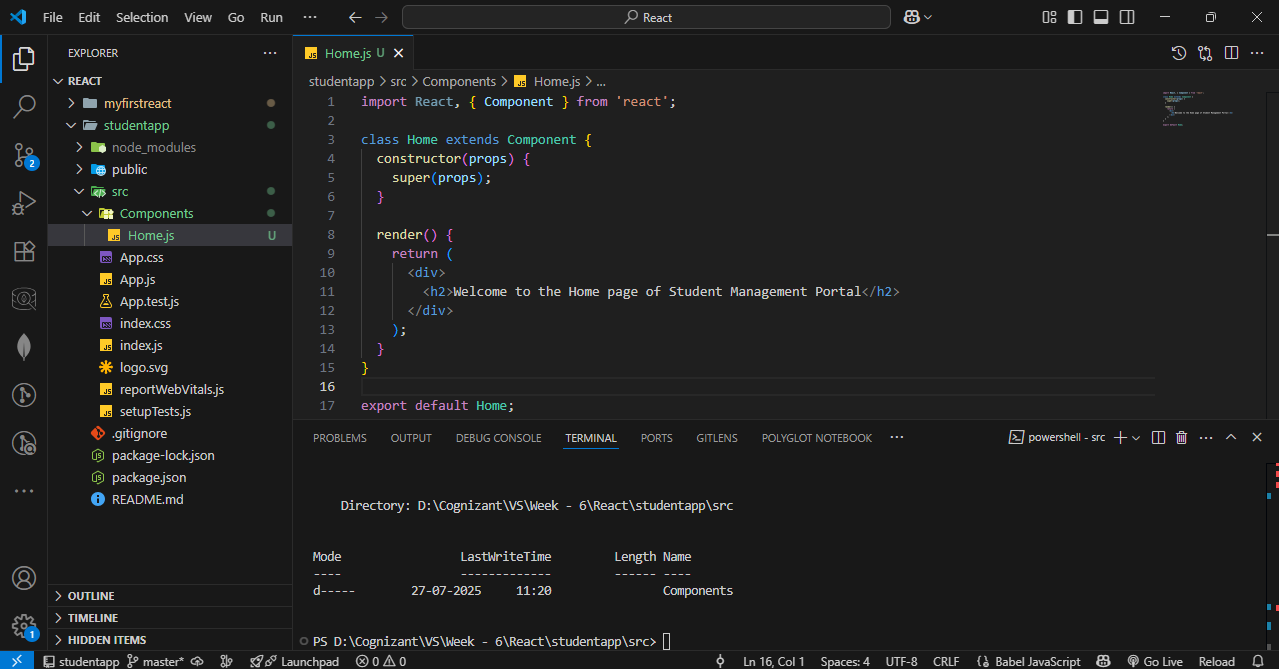 File Edit Selection View Go Run ··· React
EXPLORER ···
REACT
myfirstreact
studentapp
node_modules
public
src
Components
Home.js U
App.css
App.js
App.test.js
index.css
index.js
logo.svg
reportWebVitals.js
setupTests.js
.gitignore
package-lock.json
package.json
README.md
OUTLINE
TIMELINE
HIDDEN ITEMS
2
1
JS Home.js U
studentapp > src > Components > JS Home.js > ...
1 import React, { Component } from 'react';
2
3 class Home extends Component {
4 constructor(props) {
5 super(props);
6 }
7
8 render() {
9 return (
10 <div>
11 <h2>Welcome to the Home page of Student Management Portal</h2>
12 </div>
13 );
14 }
15 }
16
17 export default Home;
PROBLEMS OUTPUT DEBUG CONSOLE TERMINAL PORTS GITLENS POLYGLOT NOTEBOOK ··· powershell - src
Directory: D:\Cognizant\VS\Week - 6\React\studentapp\src
Mode LastWriteTime Length Name
---- ------------- ------ ----
d----- 27-07-2025 11:20 Components
PS D:\Cognizant\VS\Week - 6\React\studentapp\src>
studentapp master* Launchpad 0 0 Ln 16, Col 1 Spaces: 4 UTF-8 CRLF {} Babel JavaScript Go Live Reload